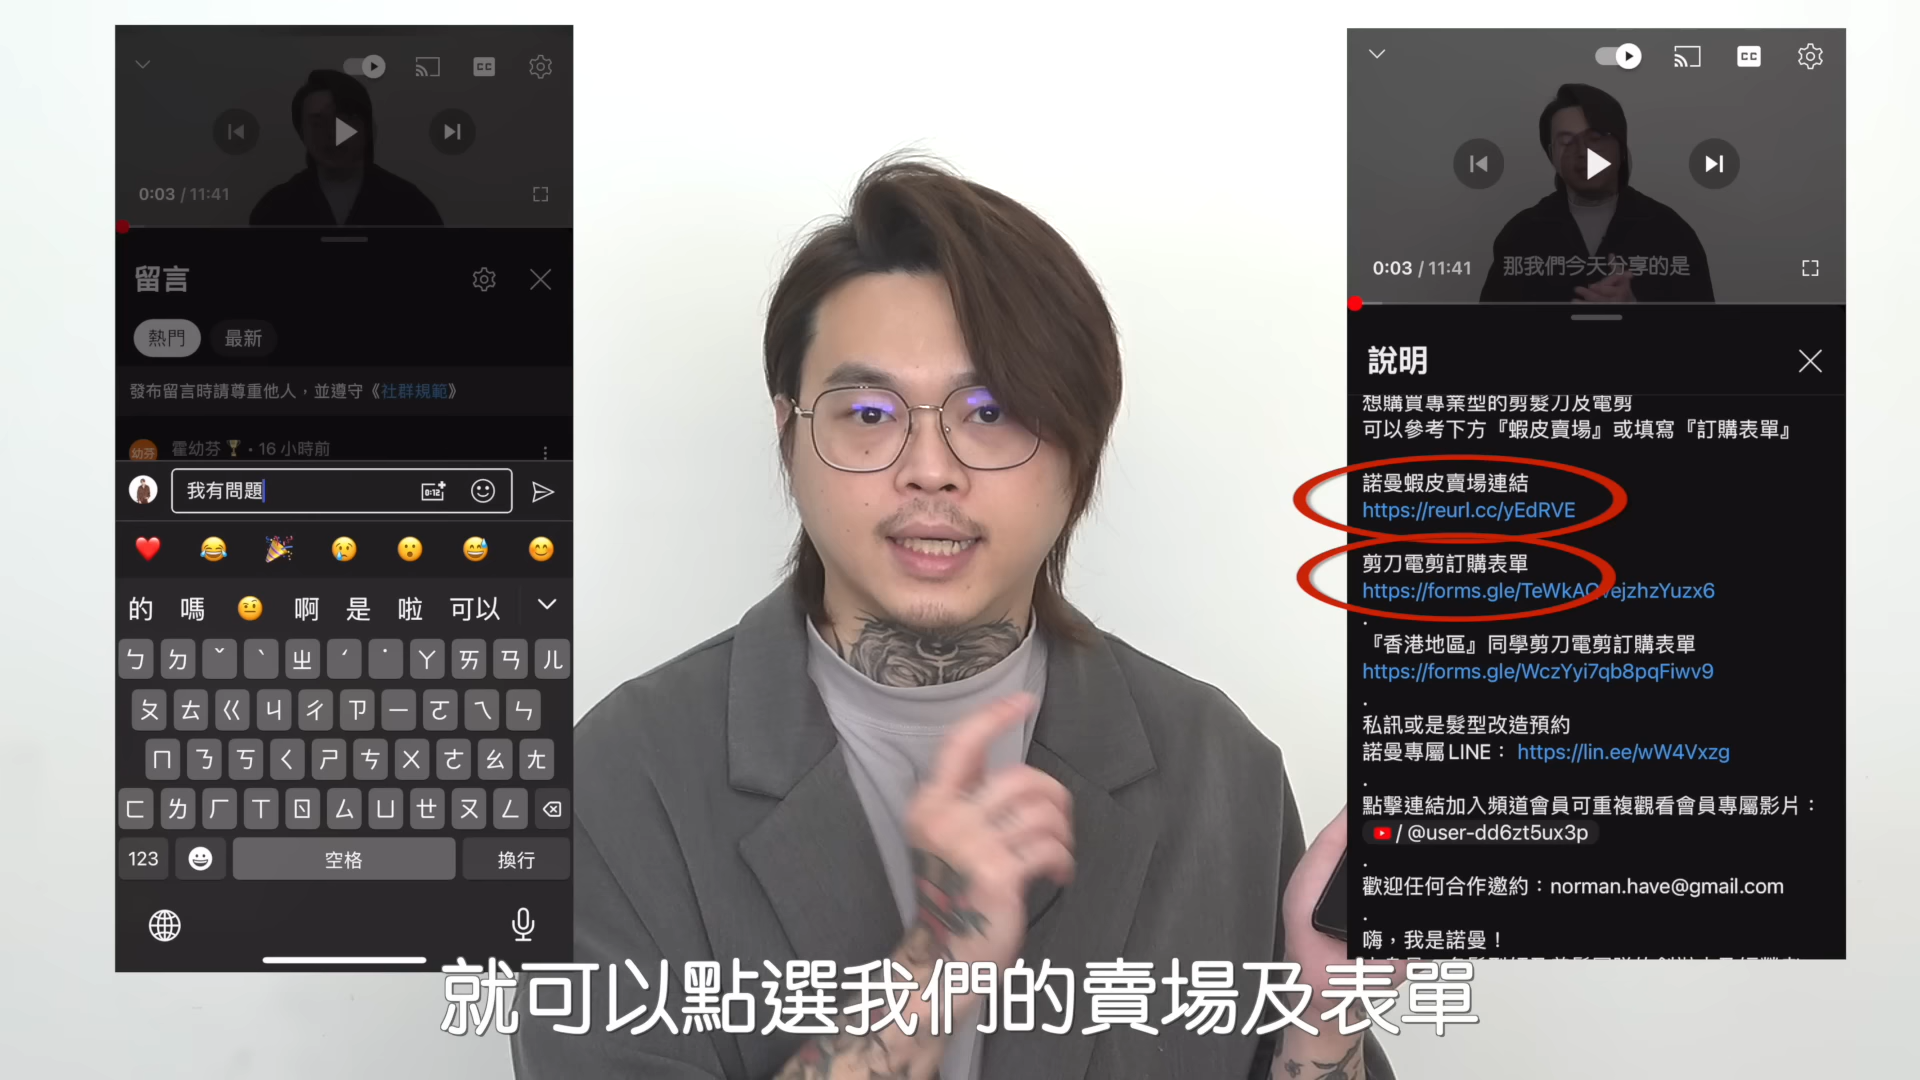 0:03 / 11:41
留言
熱門
最新
發布留言時請尊重他人，並遵守《社群規範》
幼芬
霍幼芬🏆・16 小時前
我有問題
的 嗎 🤨 啊 是 啦 可以
ㄅ ㄉ ˇ ˋ ㄓ ˊ ˙ ㄚ ㄞ ㄢ ㄦ
ㄆ ㄊ ㄍ ㄐ ㄔ ㄗ ㄧ ㄛ ㄟ ㄣ
ㄇ ㄋ ㄎ ㄑ ㄕ ㄘ ㄨ ㄜ ㄠ ㄤ
ㄈ ㄌ ㄏ ㄒ ㄖ ㄙ ㄩ ㄝ ㄡ ㄥ
123 空格 換行
CC
0:03 / 11:41
那我們今天分享的是
說明
想購買專業型的剪髮刀及電剪
可以參考下方『蝦皮賣場』或填寫『訂購表單』
諾曼蝦皮賣場連結
https://reurl.cc/yEdRVE
剪刀電剪訂購表單
.
『香港地區』同學剪刀電剪訂購表單
https://forms.gle/WczYyi7qb8pqFiwv9
.
私訊或是髮型改造預約
諾曼專屬LINE： https://lin.ee/wW4Vxzg
.
點擊連結加入頻道會員可重複觀看會員專屬影片：
/ @user-dd6zt5ux3p
.
歡迎任何合作邀約：norman.have@gmail.com
.
嗨，我是諾曼！
就可以點選我們的賣場及表單